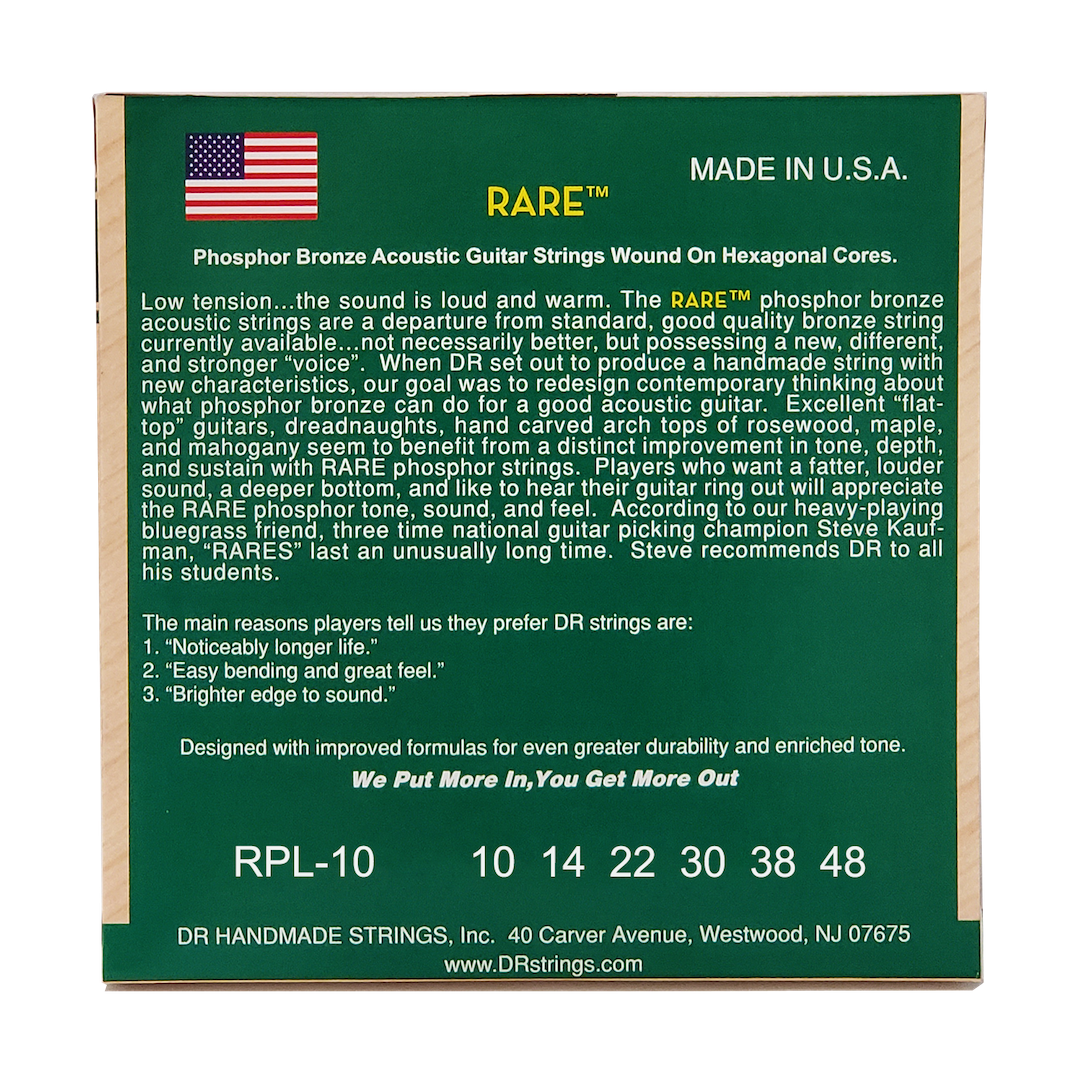 MADE IN U.S.A.
RARE™
Phosphor Bronze Acoustic Guitar Strings Wound On Hexagonal Cores.
Low tension...the sound is loud and warm. The RARE™ phosphor bronze
acoustic strings are a departure from standard, good quality bronze string
currently available...not necessarily better, but possessing a new, different,
and stronger “voice”. When DR set out to produce a handmade string with
new characteristics, our goal was to redesign contemporary thinking about
what phosphor bronze can do for a good acoustic guitar. Excellent “flat-
top” guitars, dreadnaughts, hand carved arch tops of rosewood, maple,
and mahogany seem to benefit from a distinct improvement in tone, depth,
and sustain with RARE phosphor strings. Players who want a fatter, louder
sound, a deeper bottom, and like to hear their guitar ring out will appreciate
the RARE phosphor tone, sound, and feel. According to our heavy-playing
bluegrass friend, three time national guitar picking champion Steve Kauf-
man, “RARES” last an unusually long time. Steve recommends DR to all
his students.
The main reasons players tell us they prefer DR strings are:
1. “Noticeably longer life.”
2. “Easy bending and great feel.”
3. “Brighter edge to sound.”
Designed with improved formulas for even greater durability and enriched tone.
We Put More In,You Get More Out
RPL-10 10 14 22 30 38 48
DR HANDMADE STRINGS, Inc. 40 Carver Avenue, Westwood, NJ 07675
www.DRstrings.com